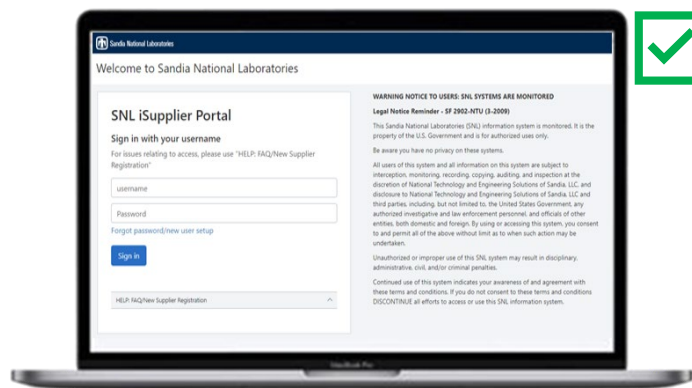 Sandia National Laboratories
Welcome to Sandia National Laboratories
SNL iSupplier Portal
Sign in with your username
For issues relating to access, please use "HELP: FAQ/New Supplier
Registration"
username
Password
Forgot password/new user setup
Sign in
HELP: FAQ/New Supplier Registration
WARNING NOTICE TO USERS: SNL SYSTEMS ARE MONITORED
Legal Notice Reminder - SF 2902-NTU (3-2009)
This Sandia National Laboratories (SNL) information system is monitored. It is the
property of the U.S. Government and is for authorized uses only.
Be aware you have no privacy on these systems.
All users of this system and all information on this system are subject to
interception, monitoring, recording, copying, auditing, and inspection at the
discretion of National Technology and Engineering Solutions of Sandia, LLC, and
disclosure to National Technology and Engineering Solutions of Sandia, LLC and
third parties, including, but not limited to, the United States Government, any
authorized investigative and law enforcement personnel, and officials of other
entities, both domestic and foreign. By using or accessing this system, you consent
to and permit all of the above without limit as to when such action may be
undertaken.
Unauthorized or improper use of this SNL system may result in disciplinary,
administrative, civil, and/or criminal penalties.
Continued use of this system indicates your awareness of and agreement with
these terms and conditions. If you do not consent to these terms and conditions
DISCONTINUE all efforts to access or use this SNL information system.
MacBook Pro